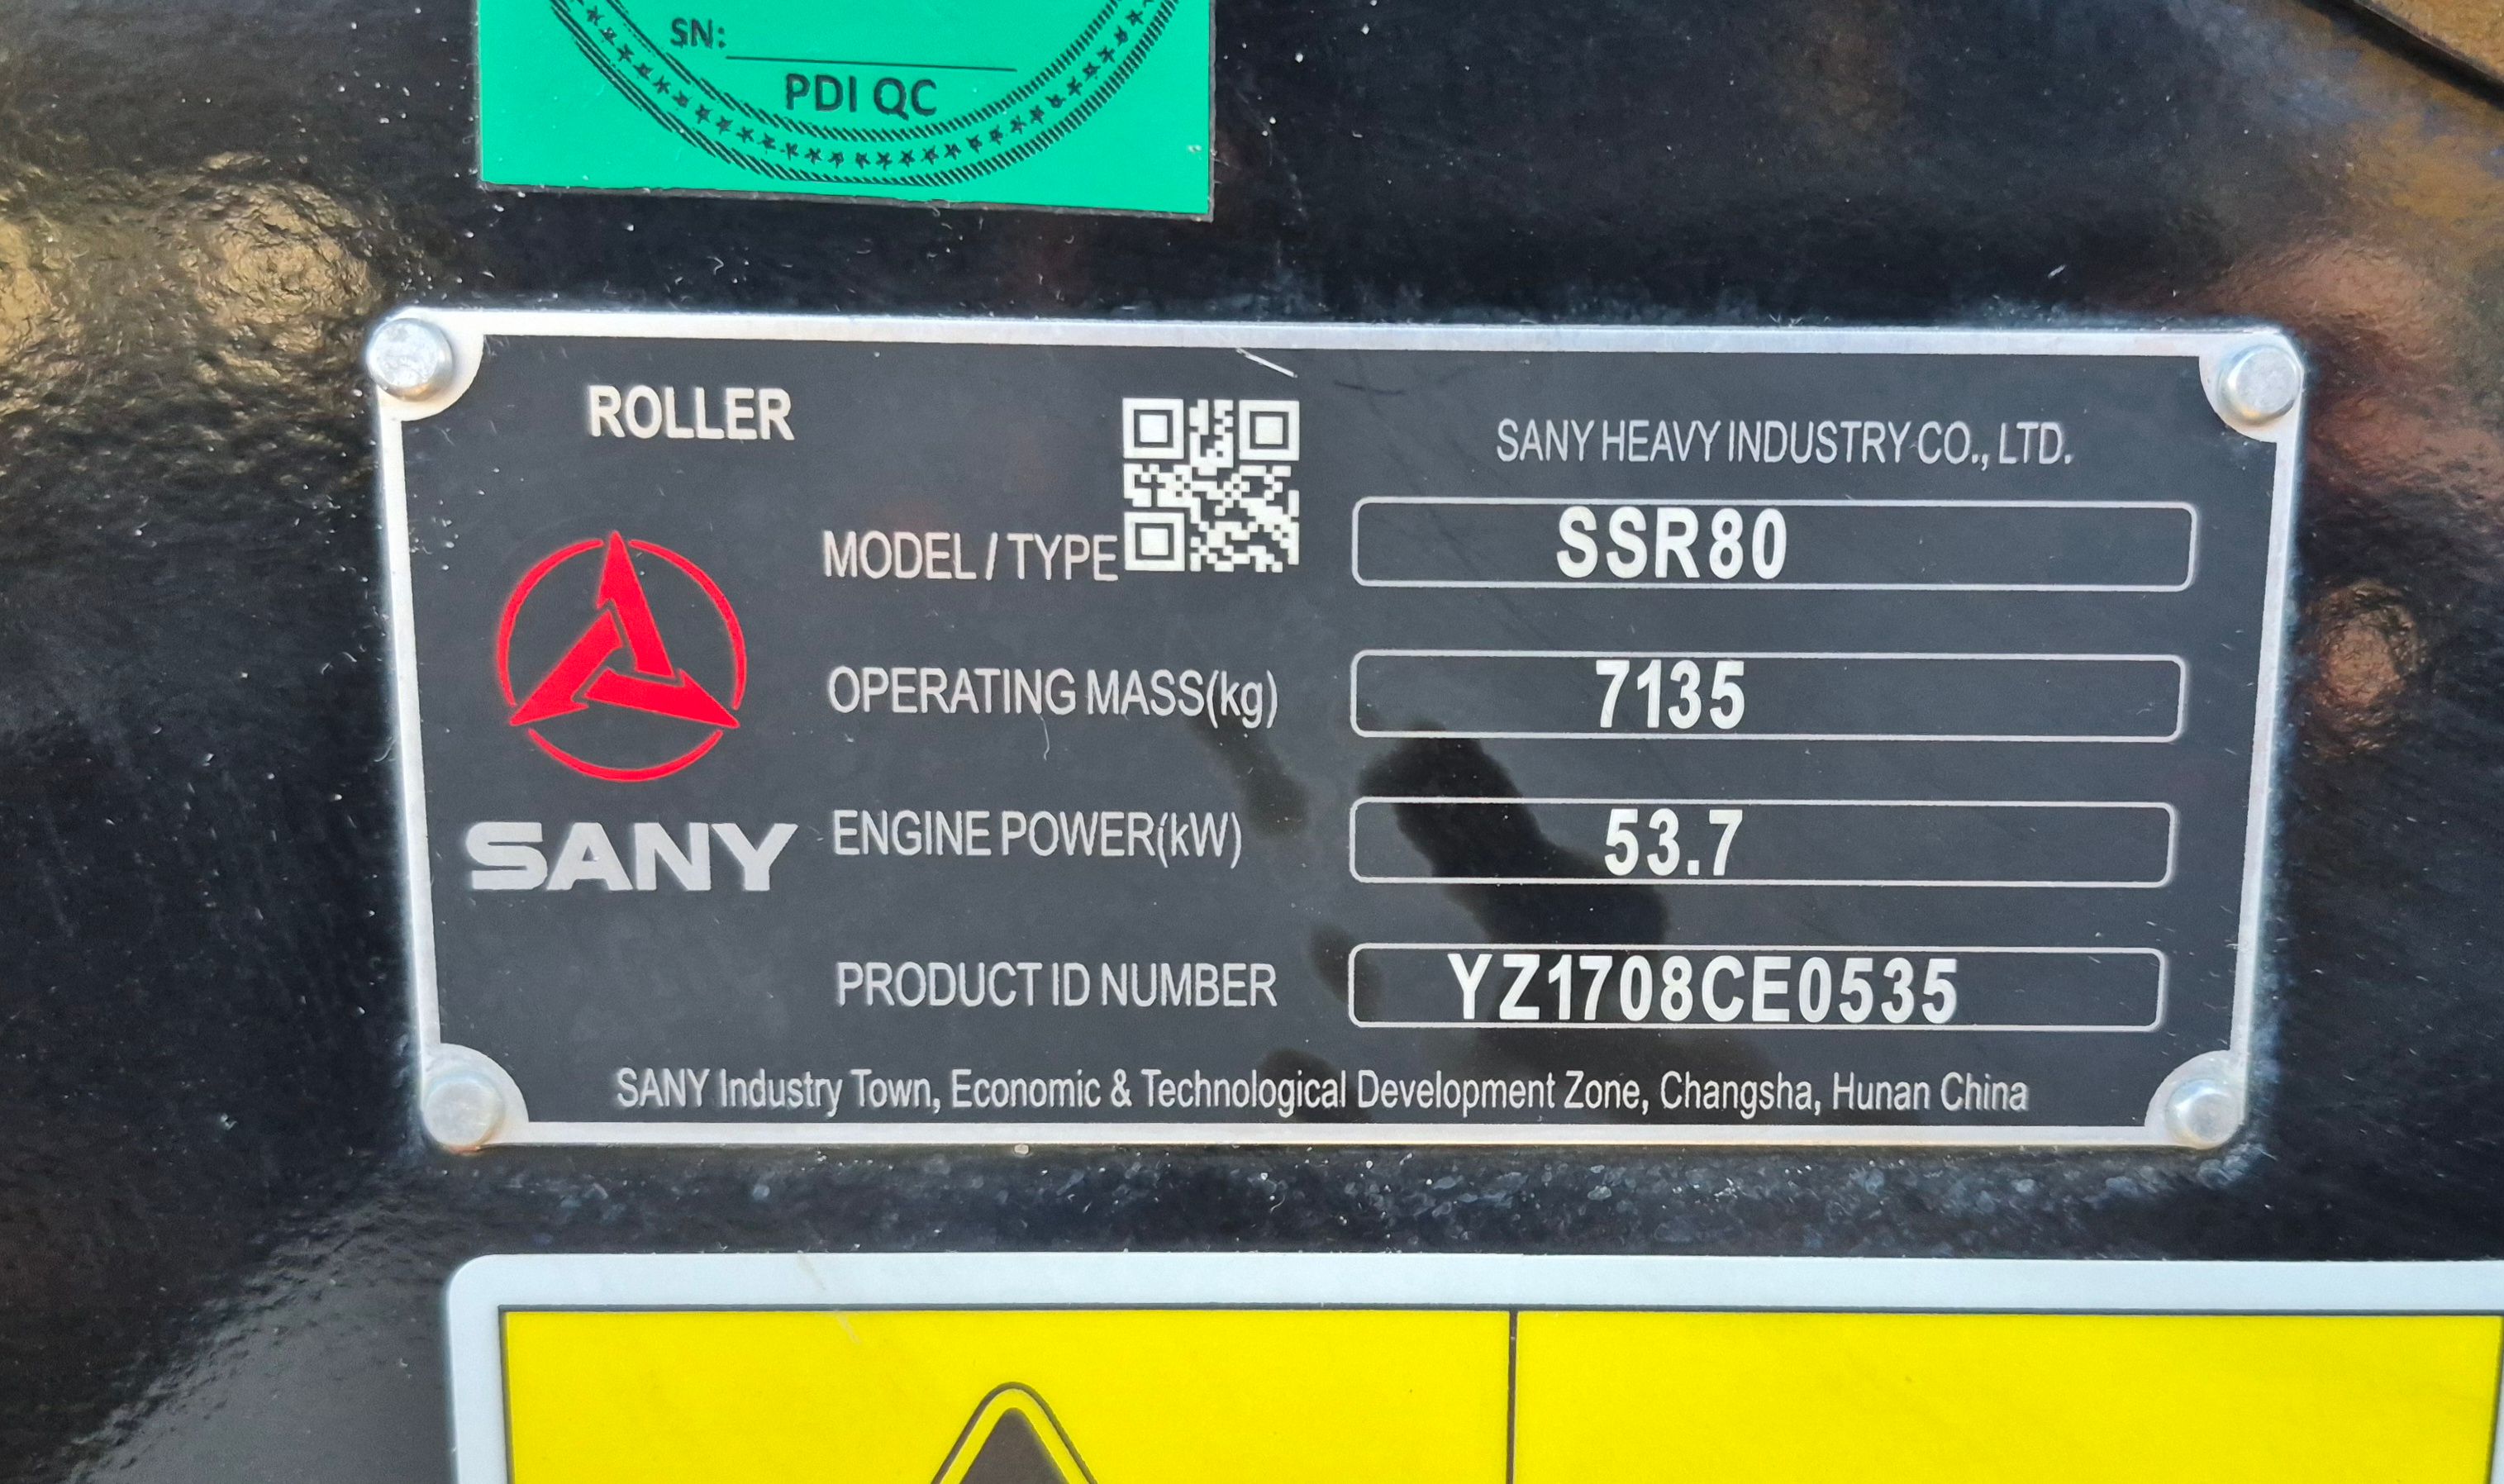 SN:
PDI QC
ROLLER
SANY HEAVY INDUSTRY CO., LTD.
MODEL / TYPE SSR80
OPERATING MASS(kg) 7135
ENGINE POWER(kW) 53.7
SANY
PRODUCT ID NUMBER YZ1708CE0535
SANY Industry Town, Economic & Technological Development Zone, Changsha, Hunan China